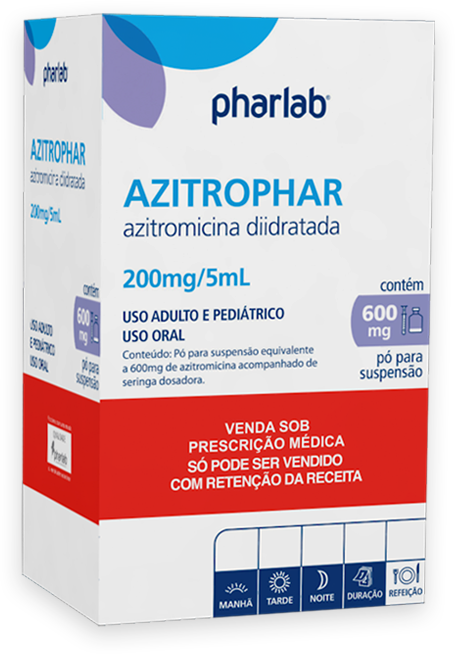 pharlab
AZITROPHAR
azitromicina diidratada
200mg/5mL
USO ADULTO E PEDIÁTRICO
USO ORAL
Conteúdo: Pó para suspensão equivalente
a 600mg de azitromicina acompanhado de
seringa dosadora.
contém
600
mg
pó para
suspensão
VENDA SOB
PRESCRIÇÃO MÉDICA
SÓ PODE SER VENDIDO
COM RETENÇÃO DA RECEITA
MANHÃ
TARDE
NOITE
DURAÇÃO
REFEIÇÃO
AZITROPHAR
azitromicina diidratada
200mg/5mL
contém
600
mg
USO ADULTO
E PEDIÁTRICO
USO ORAL
pó para
suspensão
pharlab